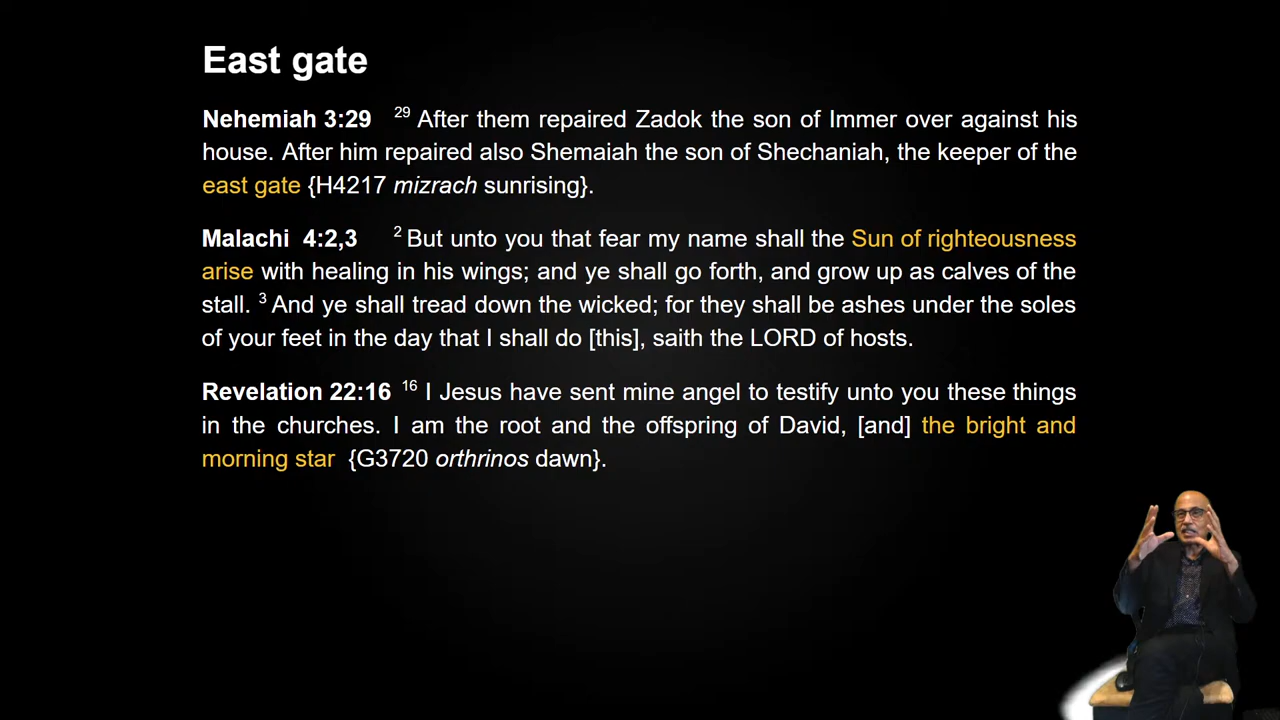 East gate
Nehemiah 3:29 29 After them repaired Zadok the son of Immer over against his
house. After him repaired also Shemaiah the son of Shechaniah, the keeper of the
east gate {H4217 mizrach sunrising}.
Malachi 4:2,3 2 But unto you that fear my name shall the Sun of righteousness
arise with healing in his wings; and ye shall go forth, and grow up as calves of the
stall. 3 And ye shall tread down the wicked; for they shall be ashes under the soles
of your feet in the day that I shall do [this], saith the LORD of hosts.
Revelation 22:16 16 I Jesus have sent mine angel to testify unto you these things
in the churches. I am the root and the offspring of David, [and] the bright and
morning star {G3720 orthrinos dawn}.